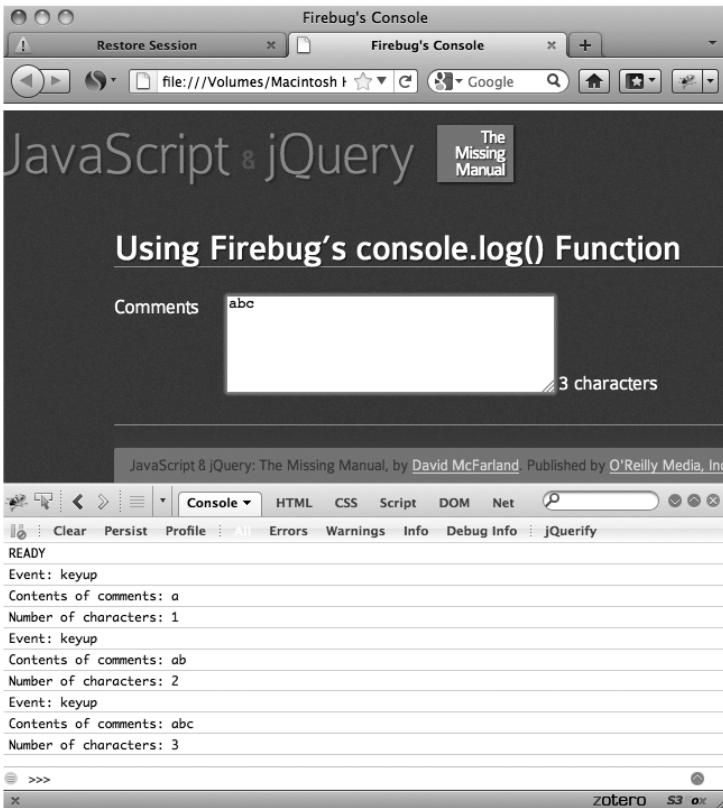 Firebug's Console
Restore Session × Firebug's Console × +
file:///Volumes/Macintosh H Google
JavaScript & jQuery
The
Missing
Manual
Using Firebug's console.log() Function
Comments
abc
3 characters
JavaScript & jQuery: The Missing Manual, by David McFarland. Published by O'Reilly Media, Inc
Console HTML CSS Script DOM Net
Clear Persist Profile All Errors Warnings Info Debug Info jQuerify
READY
Event: keyup
Contents of comments: a
Number of characters: 1
Event: keyup
Contents of comments: ab
Number of characters: 2
Event: keyup
Contents of comments: abc
Number of characters: 3
>>>
× zotero S3 ox